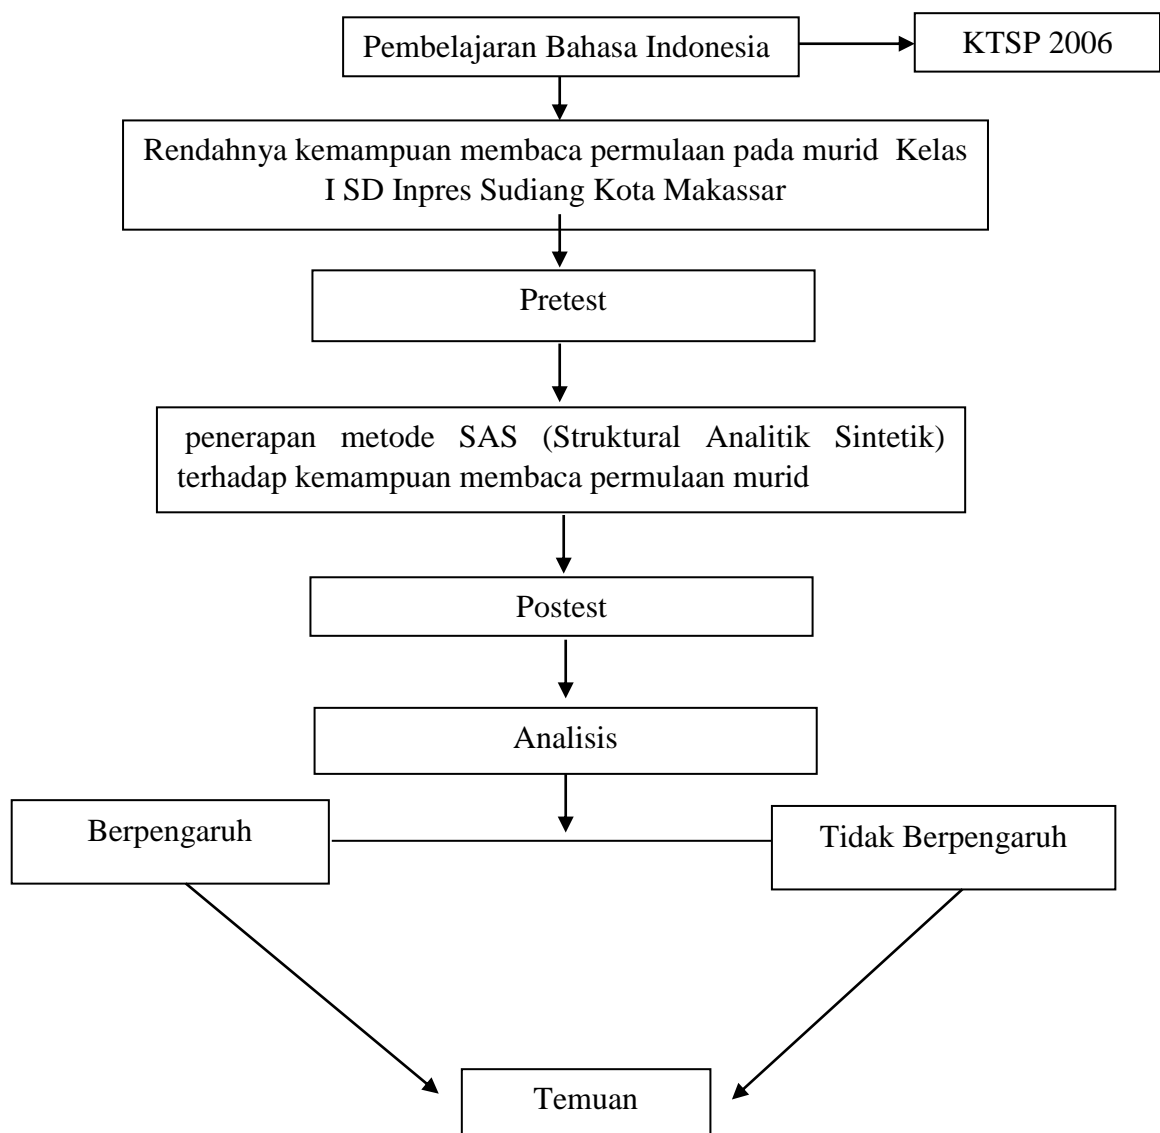 Pembelajaran Bahasa Indonesia
KTSP 2006
Rendahnya kemampuan membaca permulaan pada murid Kelas
I SD Inpres Sudiang Kota Makassar
Pretest
penerapan metode SAS (Struktural Analitik Sintetik)
terhadap kemampuan membaca permulaan murid
Postest
Analisis
Berpengaruh
Tidak Berpengaruh
Temuan